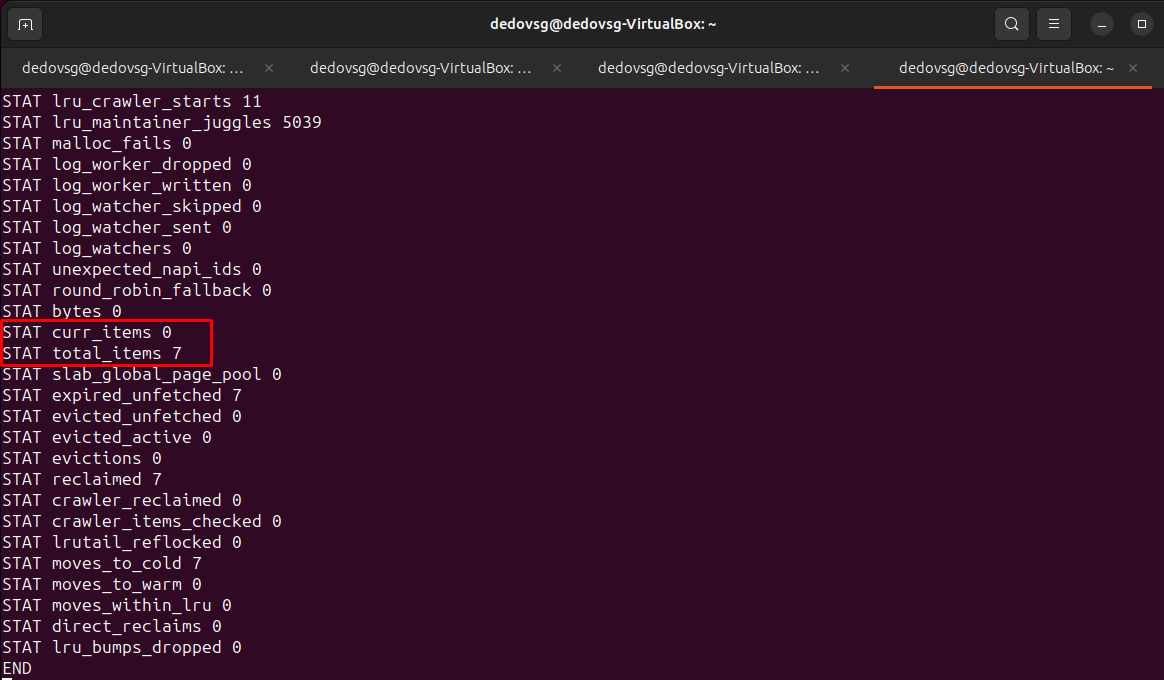 dedovsg@dedovsg-VirtualBox: ~
dedovsg@dedovsg-VirtualBox: ...
dedovsg@dedovsg-VirtualBox: ...
dedovsg@dedovsg-VirtualBox: ...
dedovsg@dedovsg-VirtualBox: ~
STAT lru_crawler_starts 11
STAT lru_maintainer_juggles 5039
STAT malloc_fails 0
STAT log_worker_dropped 0
STAT log_worker_written 0
STAT log_watcher_skipped 0
STAT log_watcher_sent 0
STAT log_watchers 0
STAT unexpected_napi_ids 0
STAT round_robin_fallback 0
STAT bytes 0
STAT curr_items 0
STAT total_items 7
STAT slab_global_page_pool 0
STAT expired_unfetched 7
STAT evicted_unfetched 0
STAT evicted_active 0
STAT evictions 0
STAT reclaimed 7
STAT crawler_reclaimed 0
STAT crawler_items_checked 0
STAT lrutail_reflocked 0
STAT moves_to_cold 7
STAT moves_to_warm 0
STAT moves_within_lru 0
STAT direct_reclaims 0
STAT lru_bumps_dropped 0
END